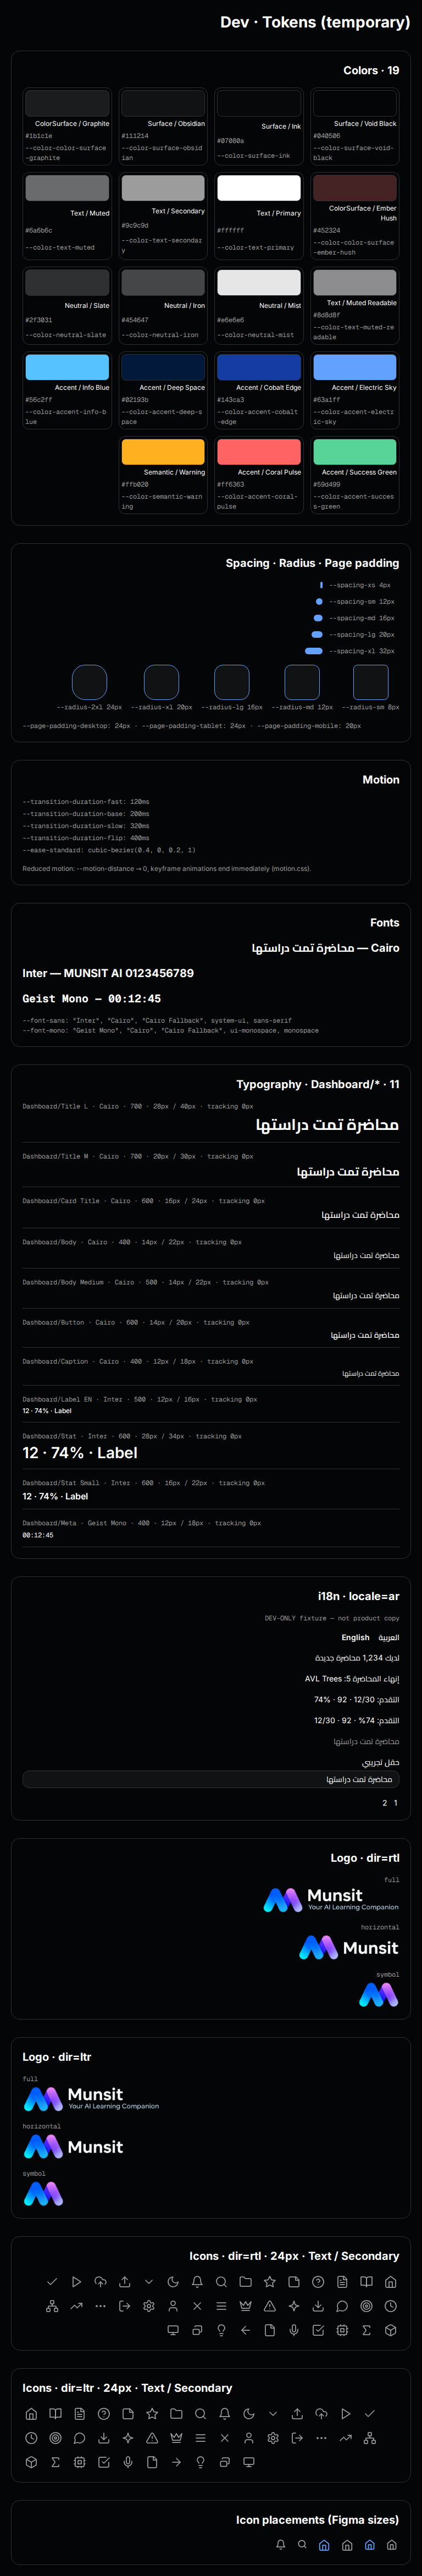 Dev · Tokens (temporary)
Colors · 19
Surface / Void Black
#040506
--color-surface-void-
black
Surface / Ink
#07080a
--color-surface-ink
Surface / Obsidian
#111214
--color-surface-obsid
ian
ColorSurface / Graphite
#1b1c1e
--color-color-surface
-graphite
ColorSurface / Ember
Hush
#452324
--color-color-surface
-ember-hush
Text / Primary
#ffffff
--color-text-primary
Text / Secondary
#9c9c9d
--color-text-secondar
y
Text / Muted
#6a6b6c
--color-text-muted
Text / Muted Readable
#8d8d8f
--color-text-muted-re
adable
Neutral / Mist
#e6e6e6
--color-neutral-mist
Neutral / Iron
#454647
--color-neutral-iron
Neutral / Slate
#2f3031
--color-neutral-slate
Accent / Electric Sky
#63a1ff
--color-accent-electr
ic-sky
Accent / Cobalt Edge
#143ca3
--color-accent-cobalt
-edge
Accent / Deep Space
#02193b
--color-accent-deep-s
pace
Accent / Info Blue
#56c2ff
--color-accent-info-b
lue
Accent / Success Green
#59d499
--color-accent-succes
s-green
Accent / Coral Pulse
#ff6363
--color-accent-coral-
pulse
Semantic / Warning
#ffb020
--color-semantic-warn
ing
Spacing · Radius · Page padding
--spacing-xs 4px
--spacing-sm 12px
--spacing-md 16px
--spacing-lg 20px
--spacing-xl 32px
--radius-2xl 24px --radius-xl 20px --radius-lg 16px --radius-md 12px --radius-sm 8px
--page-padding-desktop: 24px · --page-padding-tablet: 24px · --page-padding-mobile: 20px
Motion
--transition-duration-fast: 120ms
--transition-duration-base: 200ms
--transition-duration-slow: 320ms
--transition-duration-flip: 400ms
--ease-standard: cubic-bezier(0.4, 0, 0.2, 1)
Reduced motion: --motion-distance → 0, keyframe animations end immediately (motion.css).
Fonts
محاضرة تمت دراستها — Cairo
Inter — MUNSIT AI 0123456789
Geist Mono — 00:12:45
--font-sans: "Inter", "Cairo", "Cairo Fallback", system-ui, sans-serif
--font-mono: "Geist Mono", "Cairo", "Cairo Fallback", ui-monospace, monospace
Typography · Dashboard/* · 11
Dashboard/Title L · Cairo · 700 · 28px / 40px · tracking 0px
محاضرة تمت دراستها
Dashboard/Title M · Cairo · 700 · 20px / 30px · tracking 0px
محاضرة تمت دراستها
Dashboard/Card Title · Cairo · 600 · 16px / 24px · tracking 0px
محاضرة تمت دراستها
Dashboard/Body · Cairo · 400 · 14px / 22px · tracking 0px
محاضرة تمت دراستها
Dashboard/Body Medium · Cairo · 500 · 14px / 22px · tracking 0px
محاضرة تمت دراستها
Dashboard/Button · Cairo · 600 · 14px / 20px · tracking 0px
محاضرة تمت دراستها
Dashboard/Caption · Cairo · 400 · 12px / 18px · tracking 0px
محاضرة تمت دراستها
Dashboard/Label EN · Inter · 500 · 12px / 16px · tracking 0px
12 · 74% · Label
Dashboard/Stat · Inter · 600 · 28px / 34px · tracking 0px
12 · 74% · Label
Dashboard/Stat Small · Inter · 600 · 16px / 22px · tracking 0px
12 · 74% · Label
Dashboard/Meta · Geist Mono · 400 · 12px / 18px · tracking 0px
00:12:45
i18n · locale=ar
DEV-ONLY fixture — not product copy
العربية English
لديك 1,234 محاضرة جديدة
إنهاء المحاضرة 5: AVL Trees
التقدم: 12/30 · 92 · 74%
التقدم: 74% · 92 · 12/30
محاضرة تمت دراستها
حقل تجريبي
محاضرة تمت دراستها
1 2
Logo · dir=rtl
full
Munsit
Your AI Learning Companion
horizontal
Munsit
symbol
Logo · dir=ltr
full
Munsit
Your AI Learning Companion
horizontal
Munsit
symbol
Icons · dir=rtl · 24px · Text / Secondary
Icons · dir=ltr · 24px · Text / Secondary
Icon placements (Figma sizes)